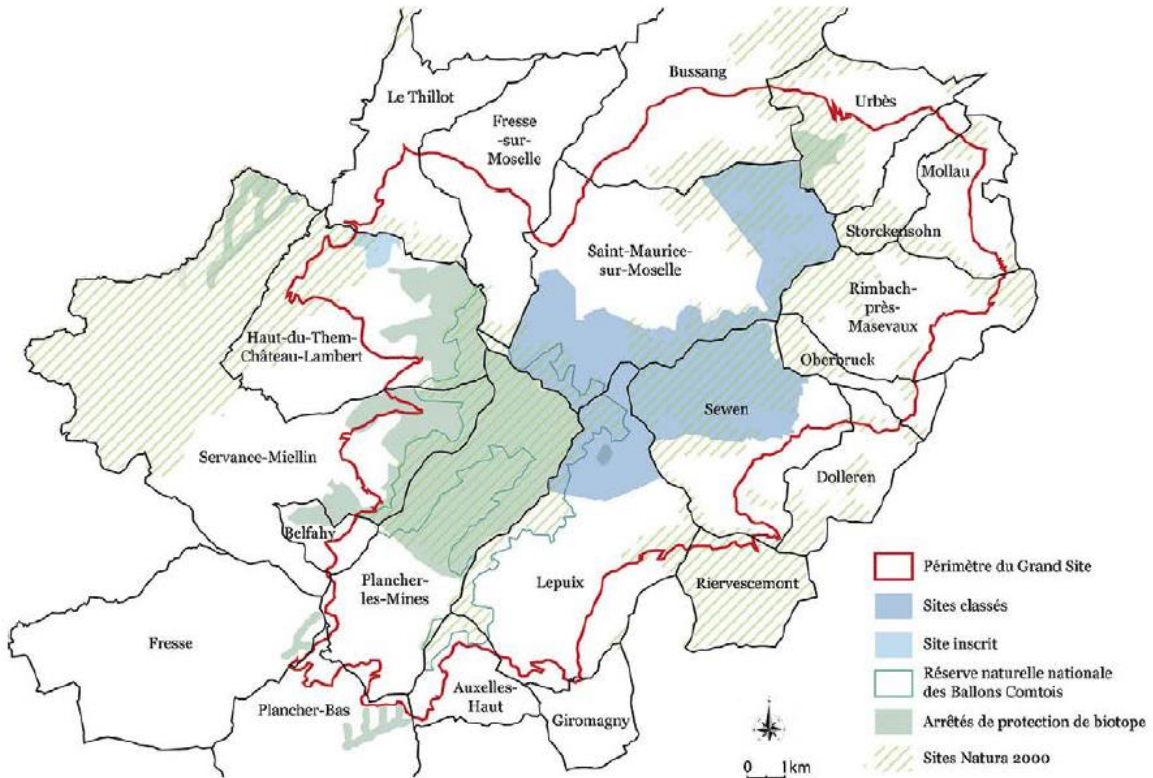 Bussang
Le Thillot
Urbès
Fresse
-sur-
Moselle
Mollau
Storckensohn
Saint-Maurice-
sur-Moselle
Rimbach-
près-
Masevaux
Haut-du-Them-
Château-Lambert
Oberbruck
Sewen
Servance-Miellin
Dolleren
Belfahy
Plancher-
les-Mines
Lepuix
Riervescemont
Fresse
Auxelles-
Haut
Plancher-Bas
Giromagny
Périmètre du Grand Site
Sites classés
Site inscrit
Réserve naturelle nationale
des Ballons Comtois
Arrêtés de protection de biotope
Sites Natura 2000
0 1km